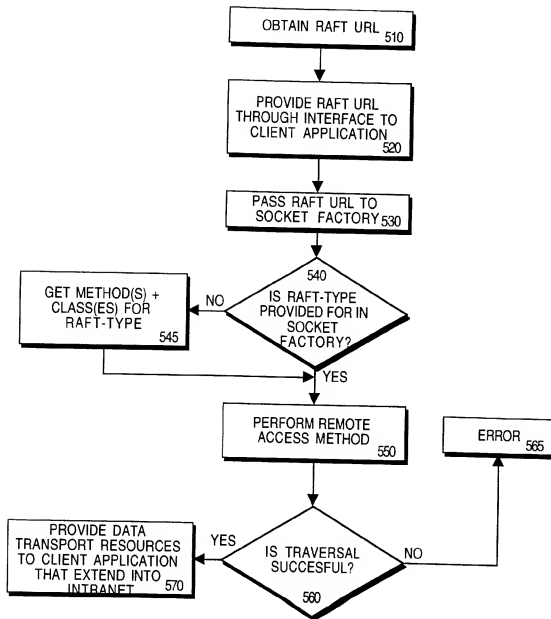 OBTAIN RAFT URL
510
PROVIDE RAFT URL
THROUGH INTERFACE TO
CLIENT APPLICATION
520
PASS RAFT URL TO
SOCKET FACTORY
530
540
IS RAFT-TYPE
PROVIDED FOR IN
SOCKET
FACTORY?
NO
GET METHOD(S) +
CLASS(ES) FOR
RAFT-TYPE
545
YES
PERFORM REMOTE
ACCESS METHOD
550
ERROR
565
IS TRAVERSAL
SUCCESFUL?
560
YES
NO
PROVIDE DATA
TRANSPORT RESOURCES
TO CLIENT APPLICATION
THAT EXTEND INTO
INTRANET
570